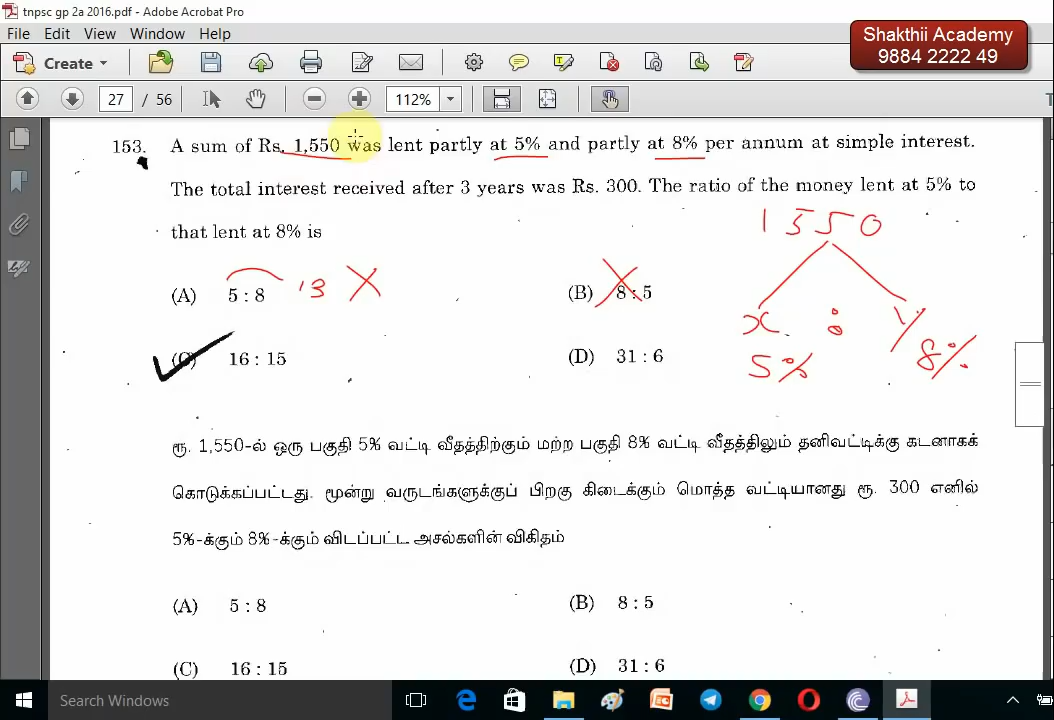 tnpsc gp 2a 2016.pdf - Adobe Acrobat Pro
File Edit View Window Help
Shakthii Academy
9884 2222 49
Create
27 / 56 112%
153. A sum of Rs. 1,550 was lent partly at 5% and partly at 8% per annum at simple interest.
The total interest received after 3 years was Rs. 300. The ratio of the money lent at 5% to
that lent at 8% is
1550
(A) 5 : 8 13 X
(B) 8 : 5
x : y
5% 8%
(C) 16 : 15
(D) 31 : 6
ரூ. 1,550-ல் ஒரு பகுதி 5% வட்டி வீதத்திற்கும் மற்ற பகுதி 8% வட்டி வீதத்திலும் தனிவட்டிக்கு கடனாகக்
கொடுக்கப்பட்டது. மூன்று வருடங்களுக்குப் பிறகு கிடைக்கும் மொத்த வட்டியானது ரூ. 300 எனில்
5%-க்கும் 8%-க்கும் விடப்பட்ட அசல்களின் விகிதம்
(A) 5 : 8
(B) 8 : 5
(C) 16 : 15
(D) 31 : 6
Search Windows